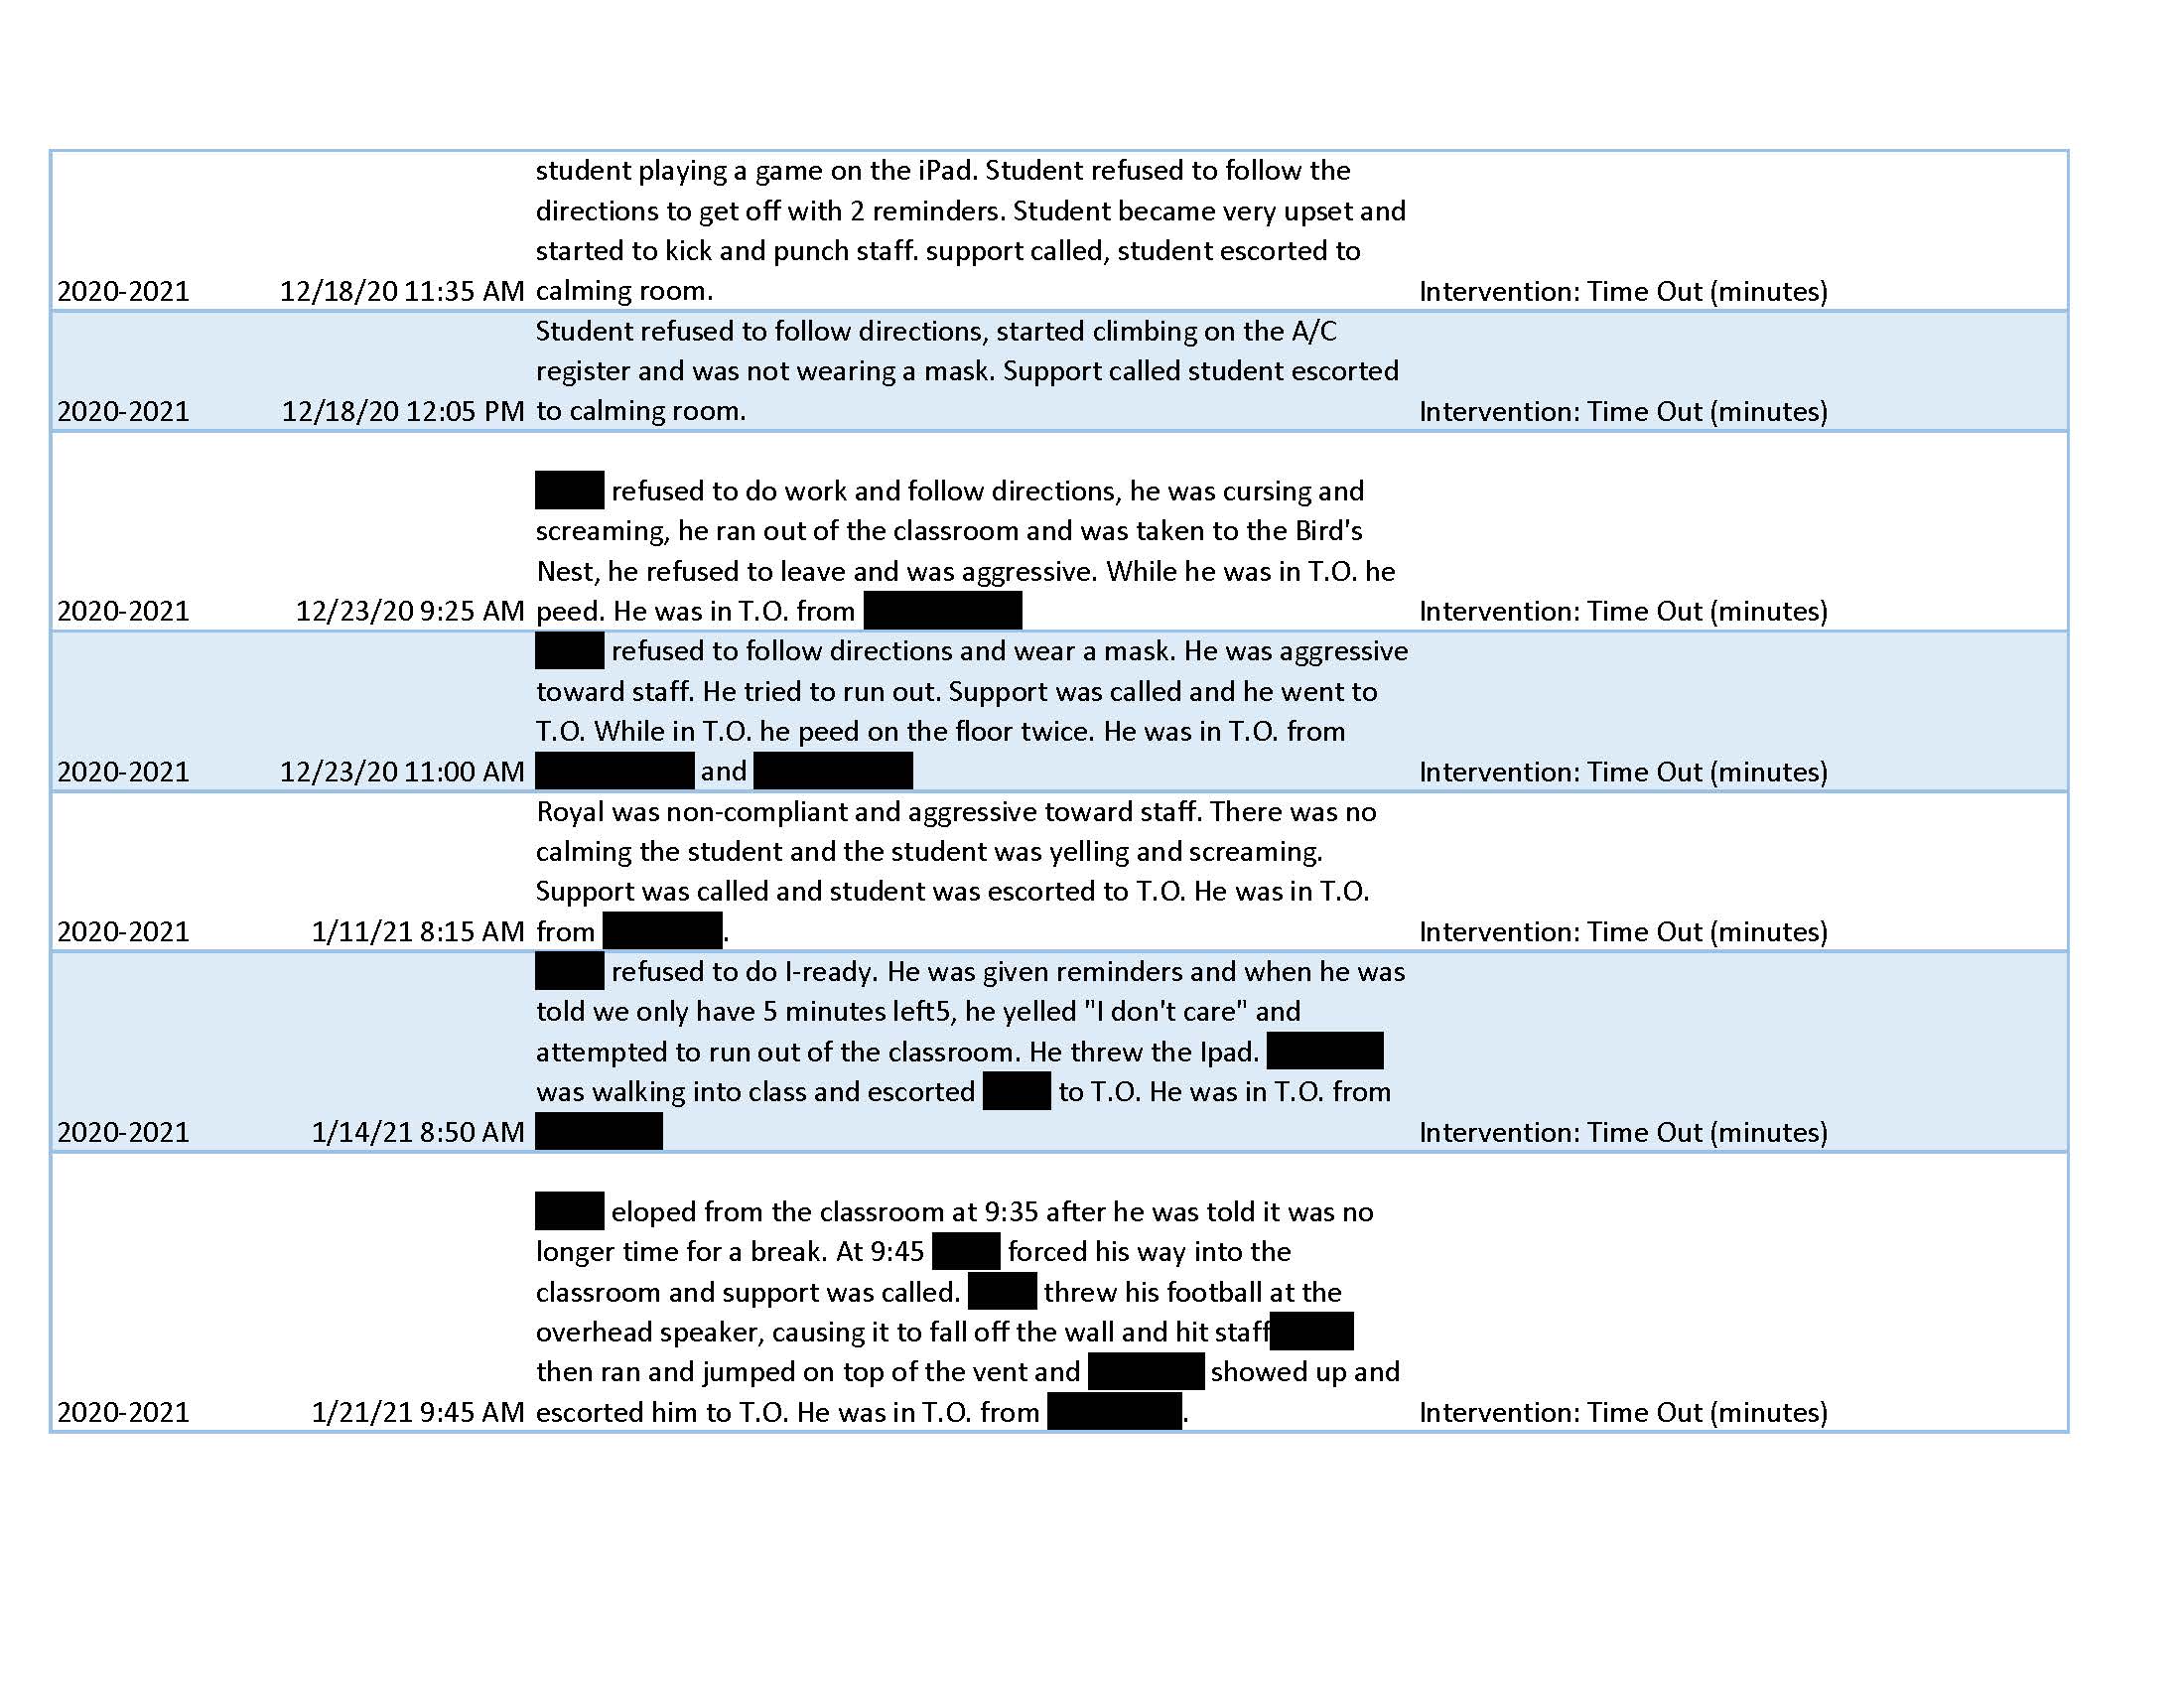 student playing a game on the iPad. Student refused to follow the
directions to get off with 2 reminders. Student became very upset and
started to kick and punch staff. support called, student escorted to
2020-2021 12/18/20 11:35 AM calming room. Intervention: Time Out (minutes)
Student refused to follow directions, started climbing on the A/C
register and was not wearing a mask. Support called student escorted
2020-2021 12/18/20 12:05 PM to calming room. Intervention: Time Out (minutes)
refused to do work and follow directions, he was cursing and
screaming, he ran out of the classroom and was taken to the Bird's
Nest, he refused to leave and was aggressive. While he was in T.O. he
2020-2021 12/23/20 9:25 AM peed. He was in T.O. from Intervention: Time Out (minutes)
refused to follow directions and wear a mask. He was aggressive
toward staff. He tried to run out. Support was called and he went to
T.O. While in T.O. he peed on the floor twice. He was in T.O. from
2020-2021 12/23/20 11:00 AM and Intervention: Time Out (minutes)
Royal was non-compliant and aggressive toward staff. There was no
calming the student and the student was yelling and screaming.
Support was called and student was escorted to T.O. He was in T.O.
2020-2021 1/11/21 8:15 AM from . Intervention: Time Out (minutes)
refused to do I-ready. He was given reminders and when he was
told we only have 5 minutes left5, he yelled "I don't care" and
attempted to run out of the classroom. He threw the Ipad.
was walking into class and escorted to T.O. He was in T.O. from
2020-2021 1/14/21 8:50 AM Intervention: Time Out (minutes)
eloped from the classroom at 9:35 after he was told it was no
longer time for a break. At 9:45 forced his way into the
classroom and support was called. threw his football at the
overhead speaker, causing it to fall off the wall and hit staff
then ran and jumped on top of the vent and showed up and
2020-2021 1/21/21 9:45 AM escorted him to T.O. He was in T.O. from . Intervention: Time Out (minutes)